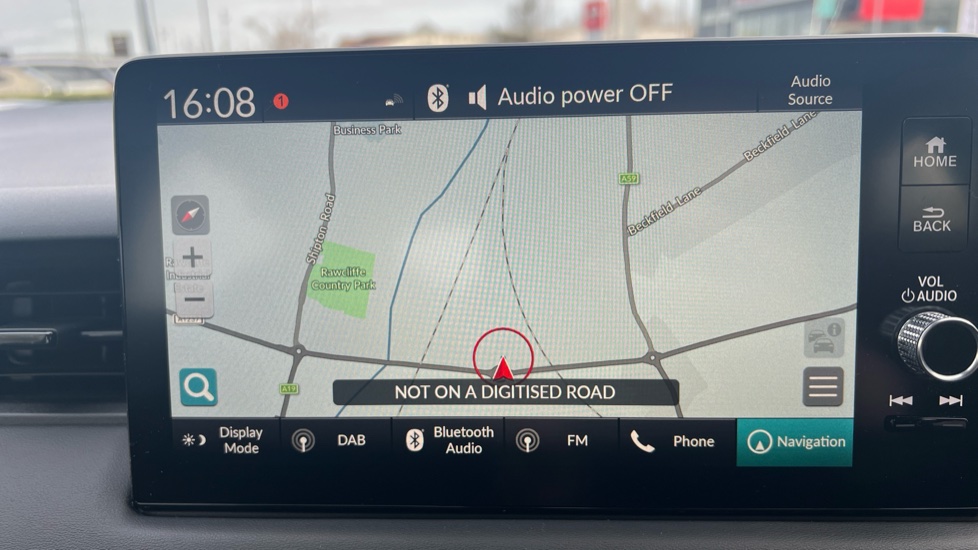 16:08
1
Audio power OFF
Audio
Source
Business Park
Beckfield Lane
A59
HOME
Shipton Road
Beckfield Lane
BACK
+
Rawcliffe
Country Park
VOL
AUDIO
−
A19
NOT ON A DIGITISED ROAD
Display
Mode
DAB
Bluetooth
Audio
FM
Phone
Navigation